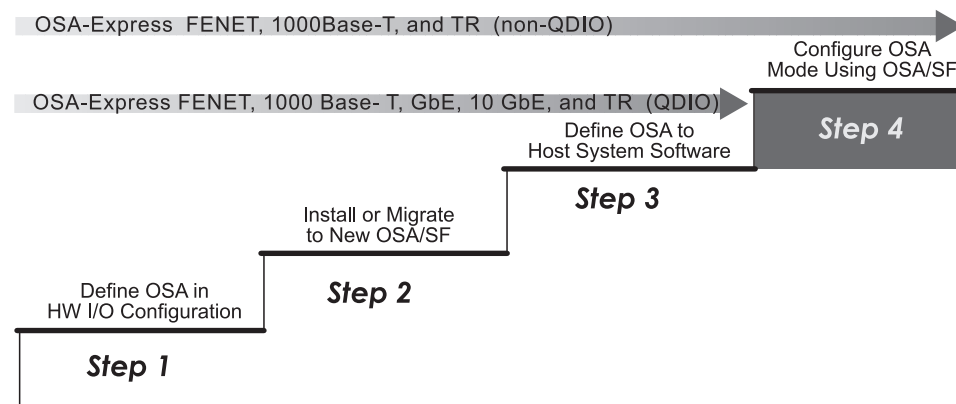 OSA-Express FENET, 1000Base-T, and TR (non-QDIO)
Configure OSA
Mode Using OSA/SF
OSA-Express FENET, 1000 Base- T, GbE, 10 GbE, and TR (QDIO)
Step 4
Define OSA to
Host System Software
Step 3
Install or Migrate
to New OSA/SF
Step 2
Define OSA in
HW I/O Configuration
Step 1